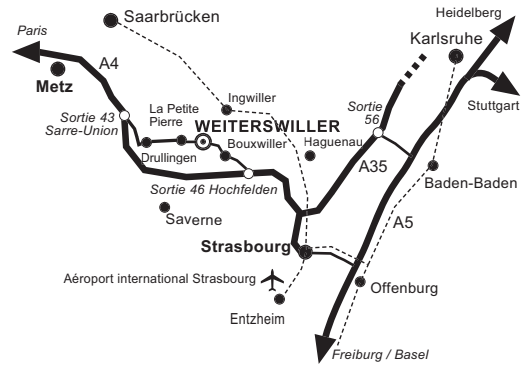 Heidelberg
Saarbrücken
Paris
Karlsruhe
A4
Metz
Ingwiller
Stuttgart
Sortie 43
Sarre-Union
La Petite
Pierre
Sortie
56
WEITERSWILLER
Drullingen
Bouxwiller
Haguenau
A35
Sortie 46 Hochfelden
Baden-Baden
Saverne
A5
Strasbourg
Aéroport international Strasbourg
Offenburg
Entzheim
Freiburg / Basel